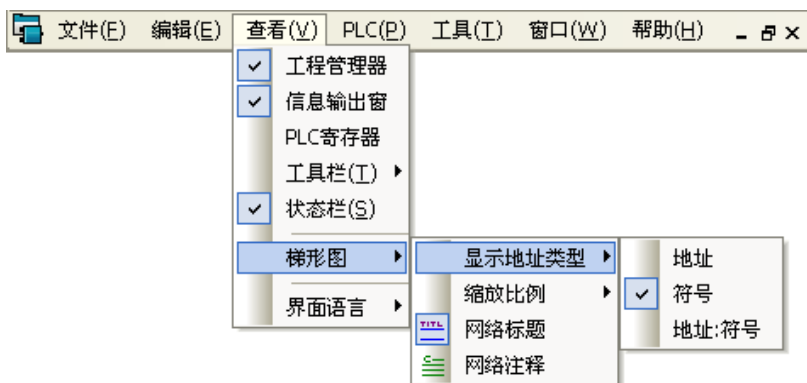 文件(F) 编辑(E) 查看(V) PLC(P) 工具(T) 窗口(W) 帮助(H)
工程管理器
信息输出窗
PLC寄存器
工具栏(T)
状态栏(S)
梯形图
界面语言
显示地址类型
缩放比例
TITL 网络标题
网络注释
地址
符号
地址:符号